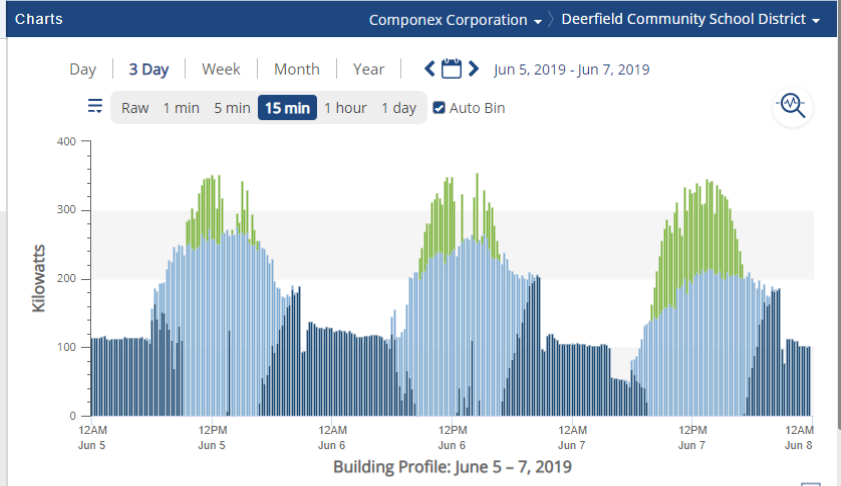 Charts
Componex Corporation
Deerfield Community School District
Day
3 Day
Week
Month
Year
Jun 5, 2019 - Jun 7, 2019
Raw
1 min
5 min
15 min
1 hour
1 day
Auto Bin
400
300
200
100
0
Kilowatts
12AM
Jun 5
12PM
Jun 5
12AM
Jun 6
12PM
Jun 6
12AM
Jun 7
12PM
Jun 7
12AM
Jun 8
Building Profile: June 5 – 7, 2019